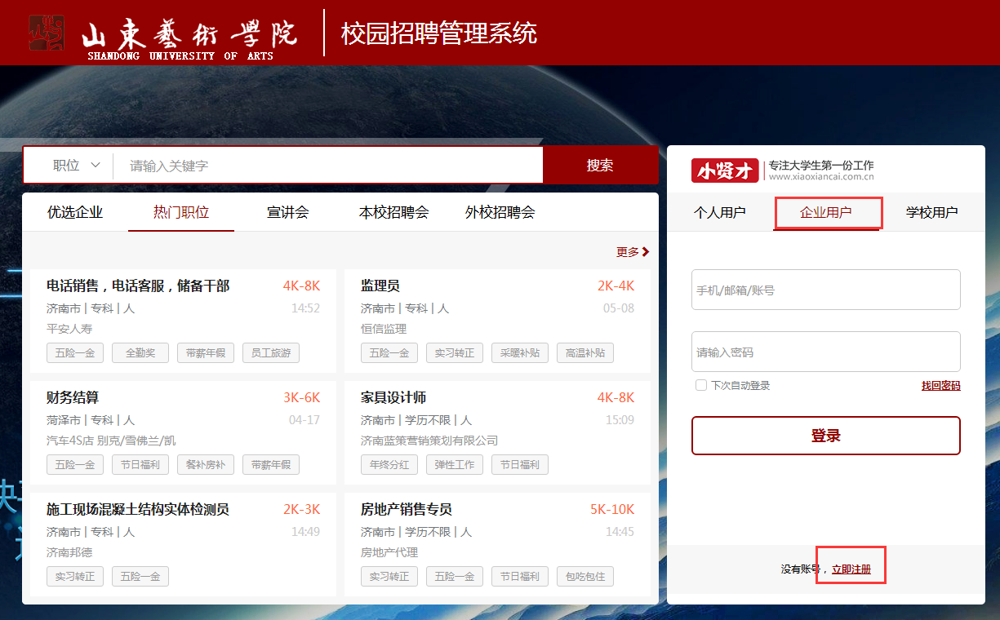 山東藝術學院
SHANDONG UNIVERSITY OF ARTS
校园招聘管理系统
职位
请输入关键字
搜索
优选企业 热门职位 宣讲会 本校招聘会 外校招聘会
更多
电话销售，电话客服，储备干部 4K-8K
济南市 | 专科 | 人 14:52
平安人寿
五险一金 全勤奖 带薪年假 员工旅游
监理员 2K-4K
济南市 | 专科 | 人 05-08
恒信监理
五险一金 实习转正 采暖补贴 高温补贴
财务结算 3K-6K
菏泽市 | 专科 | 人 04-17
汽车4S店 别克/雪佛兰/凯
五险一金 节日福利 餐补房补 带薪年假
家具设计师 4K-8K
济南市 | 学历不限 | 人 15:09
济南蓝策营销策划有限公司
年终分红 弹性工作 节日福利
施工现场混凝土结构实体检测员 2K-3K
济南市 | 专科 | 人 14:49
济南邦德
实习转正 五险一金
房地产销售专员 5K-10K
济南市 | 学历不限 | 人 14:45
房地产代理
实习转正 五险一金 节日福利 包吃包住
小贤才
专注大学生第一份工作
www.xiaoxiancai.com.cn
个人用户 企业用户 学校用户
手机/邮箱/账号
请输入密码
下次自动登录 找回密码
登录
没有账号，立即注册